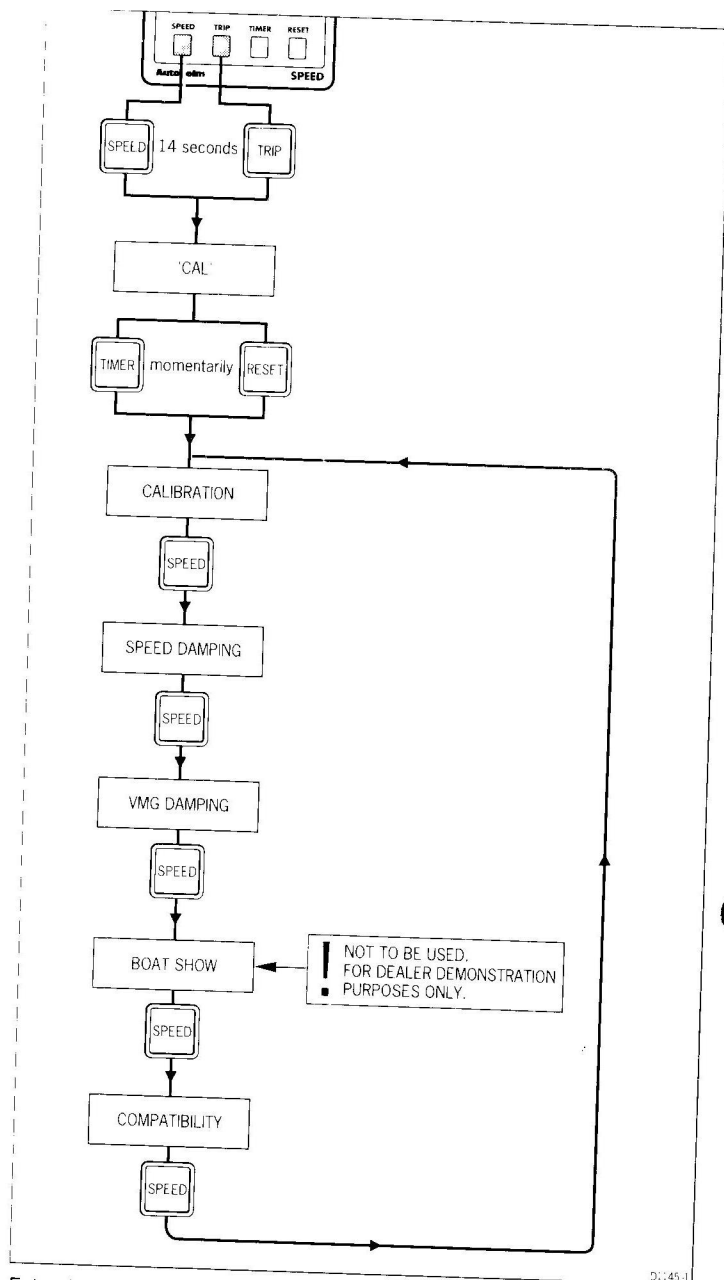 SPEED TRIP TIMER RESET
SPEED
SPEED 14 seconds TRIP
'CAL'
TIMER momentarily RESET
CALIBRATION
SPEED
SPEED DAMPING
SPEED
VMG DAMPING
SPEED
BOAT SHOW
! NOT TO BE USED.
FOR DEALER DEMONSTRATION
PURPOSES ONLY.
SPEED
COMPATIBILITY
SPEED